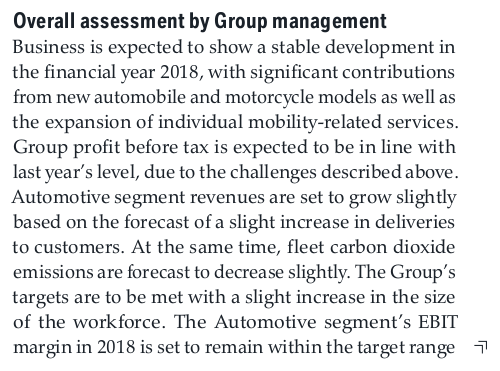 Overall assessment by Group management
Business is expected to show a stable development in
the financial year 2018, with significant contributions
from new automobile and motorcycle models as well as
the expansion of individual mobility-related services.
Group profit before tax is expected to be in line with
last year's level, due to the challenges described above.
Automotive segment revenues are set to grow slightly
based on the forecast of a slight increase in deliveries
to customers. At the same time, fleet carbon dioxide
emissions are forecast to decrease slightly. The Group's
targets are to be met with a slight increase in the size
of the workforce. The Automotive segment's EBIT
margin in 2018 is set to remain within the target range